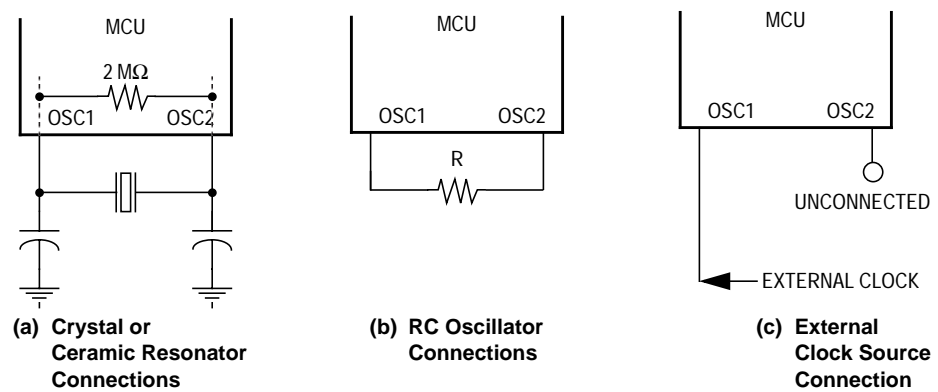 MCU
2 MΩ
OSC1
OSC2
(a) Crystal or
Ceramic Resonator
Connections
MCU
OSC1
OSC2
R
(b) RC Oscillator
Connections
MCU
OSC1
OSC2
UNCONNECTED
EXTERNAL CLOCK
(c) External
Clock Source
Connection